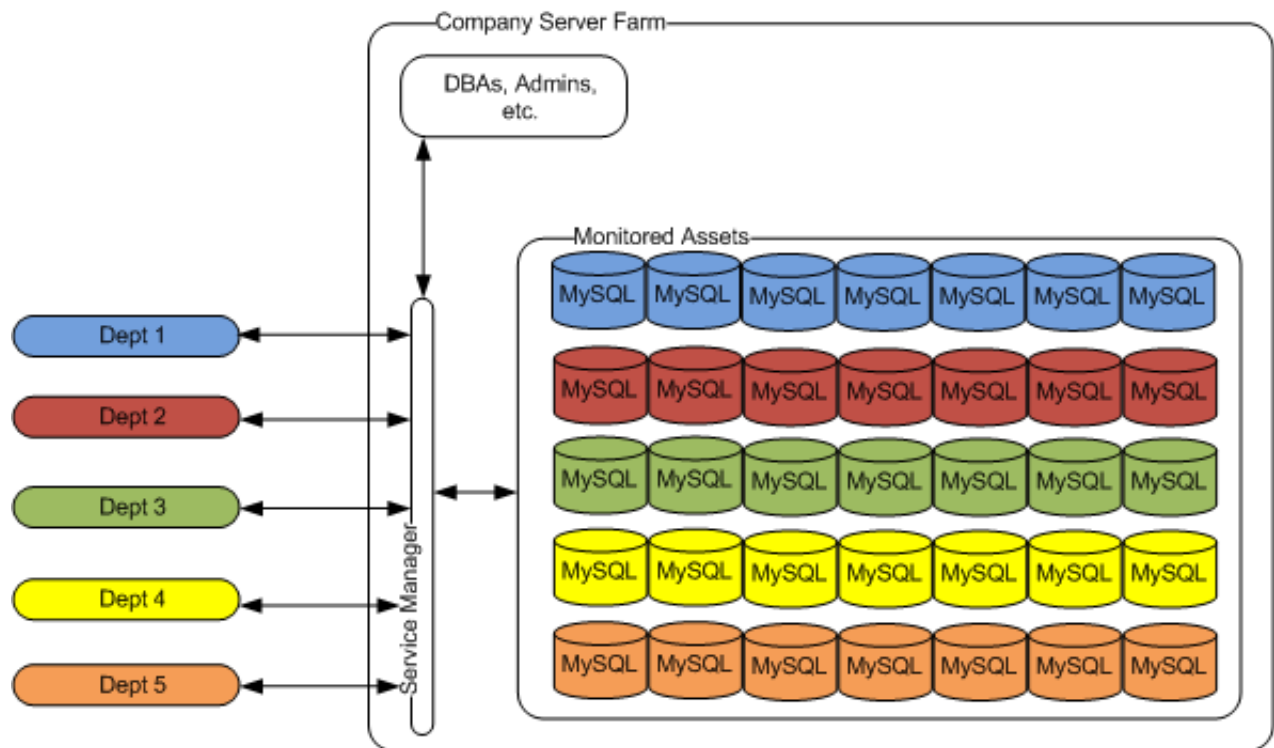 Company Server Farm
DBAs, Admins,
etc.
Monitored Assets
MySQL MySQL MySQL MySQL MySQL MySQL MySQL
Dept 1
MySQL MySQL MySQL MySQL MySQL MySQL MySQL
Dept 2
MySQL MySQL MySQL MySQL MySQL MySQL MySQL
Dept 3
Service Manager
MySQL MySQL MySQL MySQL MySQL MySQL MySQL
Dept 4
MySQL MySQL MySQL MySQL MySQL MySQL MySQL
Dept 5